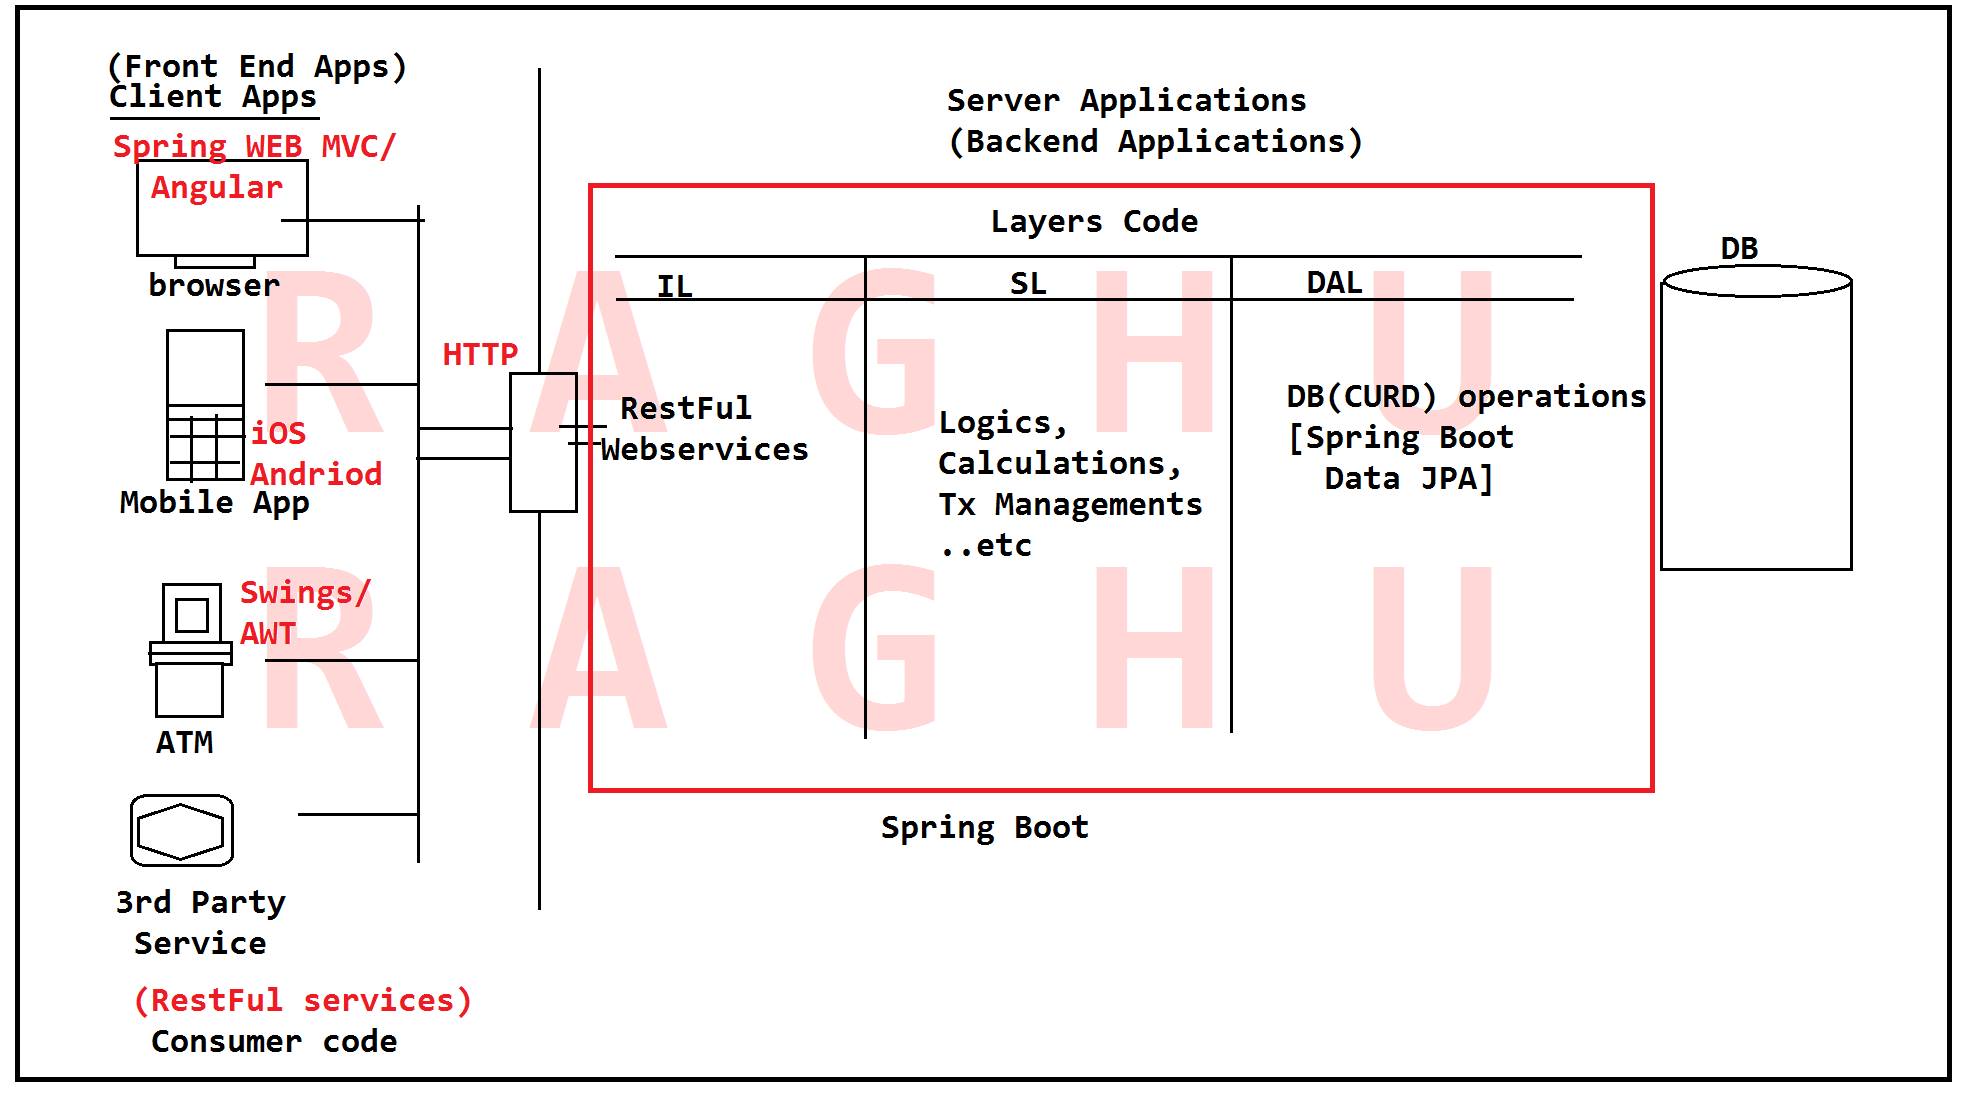 (Front End Apps)
Client Apps
Spring WEB MVC/
Angular
browser
iOS
Andriod
Mobile App
Swings/
AWT
ATM
3rd Party
Service
(RestFul services)
Consumer code
HTTP
Server Applications
(Backend Applications)
Layers Code
IL
SL
DAL
RestFul
Webservices
Logics,
Calculations,
Tx Managements
..etc
DB(CURD) operations
[Spring Boot
Data JPA]
Spring Boot
DB
R A G H U
R A G H U